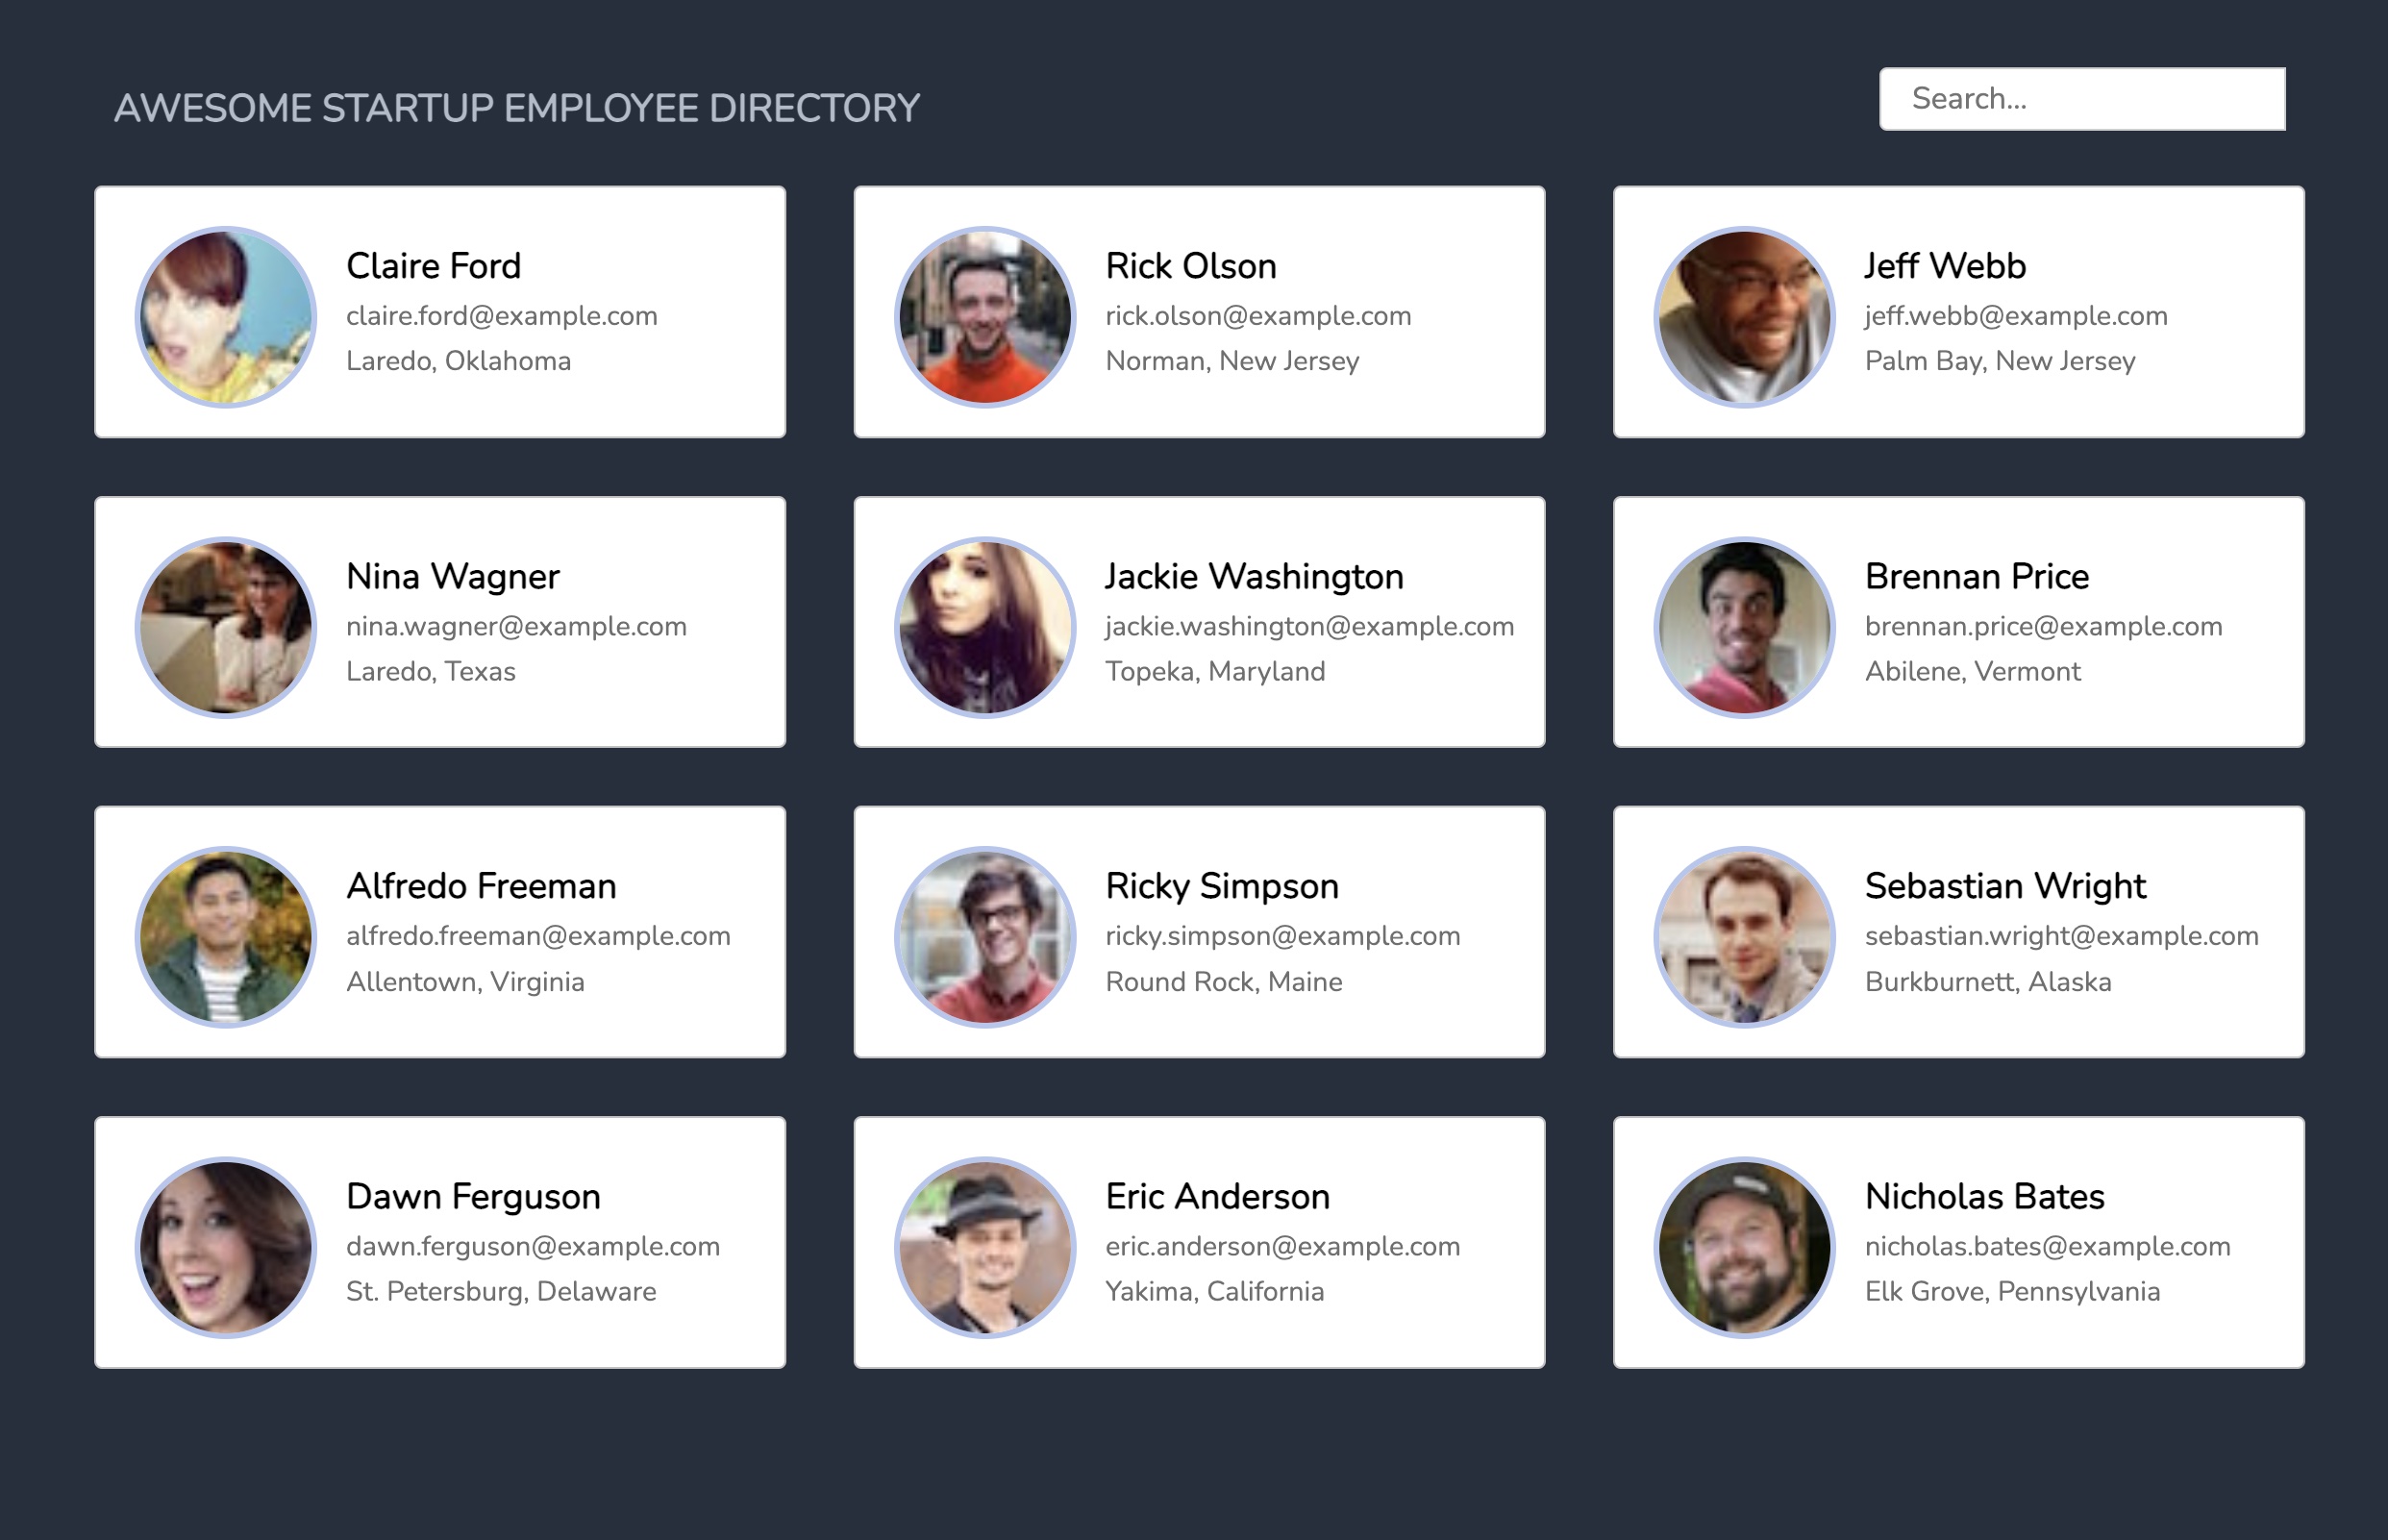 AWESOME STARTUP EMPLOYEE DIRECTORY
Search...
Claire Ford
claire.ford@example.com
Laredo, Oklahoma
Rick Olson
rick.olson@example.com
Norman, New Jersey
Jeff Webb
jeff.webb@example.com
Palm Bay, New Jersey
Nina Wagner
nina.wagner@example.com
Laredo, Texas
Jackie Washington
jackie.washington@example.com
Topeka, Maryland
Brennan Price
brennan.price@example.com
Abilene, Vermont
Alfredo Freeman
alfredo.freeman@example.com
Allentown, Virginia
Ricky Simpson
ricky.simpson@example.com
Round Rock, Maine
Sebastian Wright
sebastian.wright@example.com
Burkburnett, Alaska
Dawn Ferguson
dawn.ferguson@example.com
St. Petersburg, Delaware
Eric Anderson
eric.anderson@example.com
Yakima, California
Nicholas Bates
nicholas.bates@example.com
Elk Grove, Pennsylvania